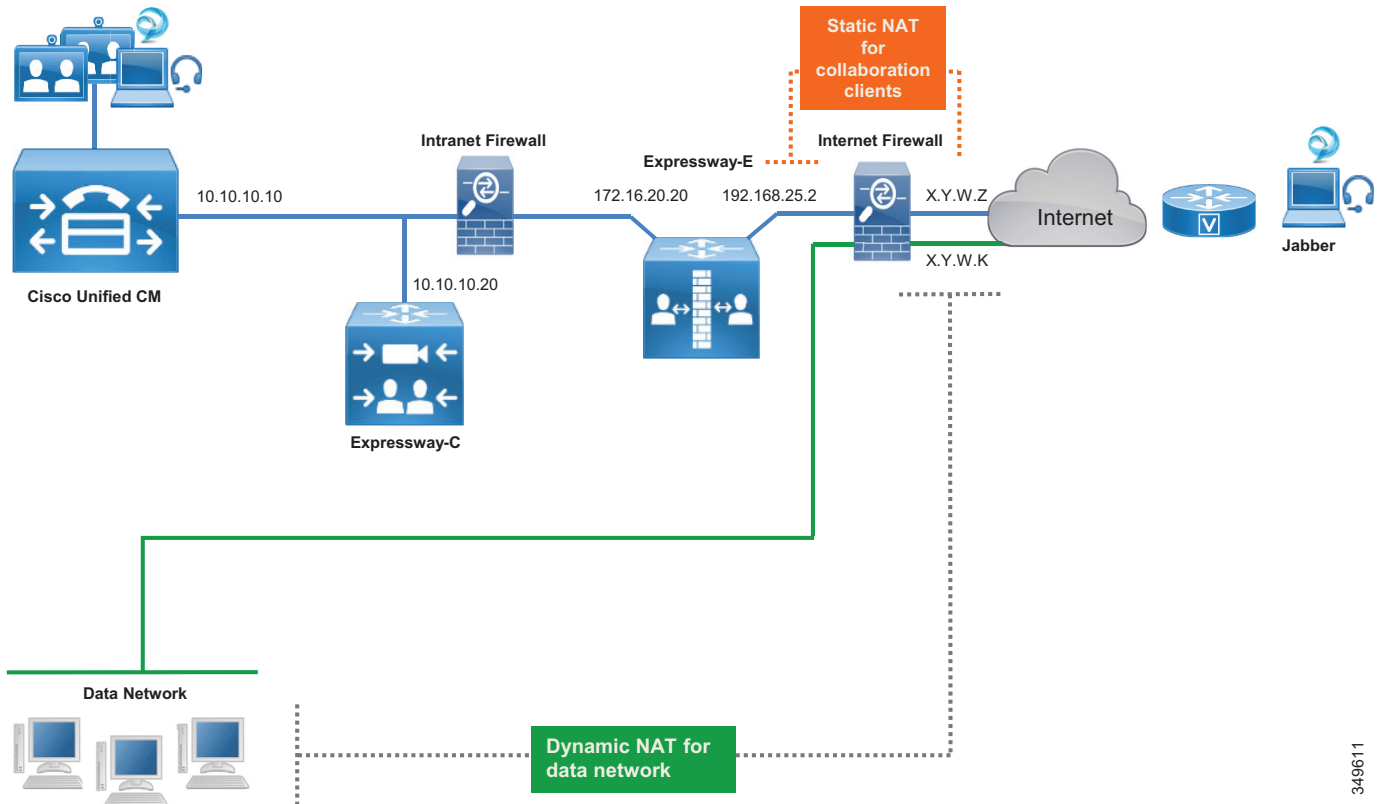 Static NAT
for
collaboration
clients
Intranet Firewall
Internet Firewall
Expressway-E
10.10.10.10
172.16.20.20
192.168.25.2
X.Y.W.Z
Internet
V
Jabber
X.Y.W.K
Cisco Unified CM
10.10.10.20
Expressway-C
Data Network
Dynamic NAT for
data network
349611